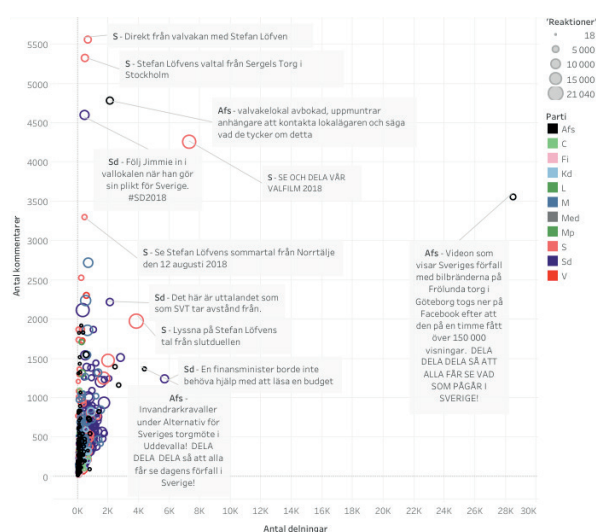 S - Direkt från valvakan med Stefan Löfven
S - Stefan Löfvens valtal från Sergels Torg i
Stockholm
Afs - valvakelokal avbokad, uppmuntrar
anhängare att kontakta lokalägaren och säga
vad de tycker om detta
Sd - Följ Jimmie in i
vallokalen när han gör
sin plikt för Sverige.
#SD2018
S - SE OCH DELA VÅR
VALFILM 2018
S - Se Stefan Löfvens sommartal från Norrtälje
den 12 augusti 2018
Afs - Videon som
visar Sveriges förfall
med bilbränderna på
Frölunda torg i
Göteborg togs ner på
Facebook efter att
den på en timme fått
över 150 000
visningar. DELA
DELA DELA SÅ ATT
ALLA FÅR SE VAD
SOM PÅGÅR I
SVERIGE!
Sd - Det här är uttalandet som
som SVT tar avstånd från.
S - Lyssna på Stefan Löfvens
tal från slutduellen
Sd - En finansminister borde inte
behöva hjälp med att läsa en budget
Afs -
Invandrarkravaller
under Alternativ för
Sveriges torgmöte i
Uddevalla! DELA
DELA DELA så att alla
får se dagens förfall i
Sverige!
Antal kommentarer
5500
5000
4500
4000
3500
3000
2500
2000
1500
1000
500
0
0K 2K 4K 6K 8K 10K 12K 14K 16K 18K 20K 22K 24K 26K 28K 30K
Antal delningar
'Reaktioner'
18
5 000
10 000
15 000
21 040
Parti
Afs
C
Fi
Kd
L
M
Med
Mp
S
Sd
V